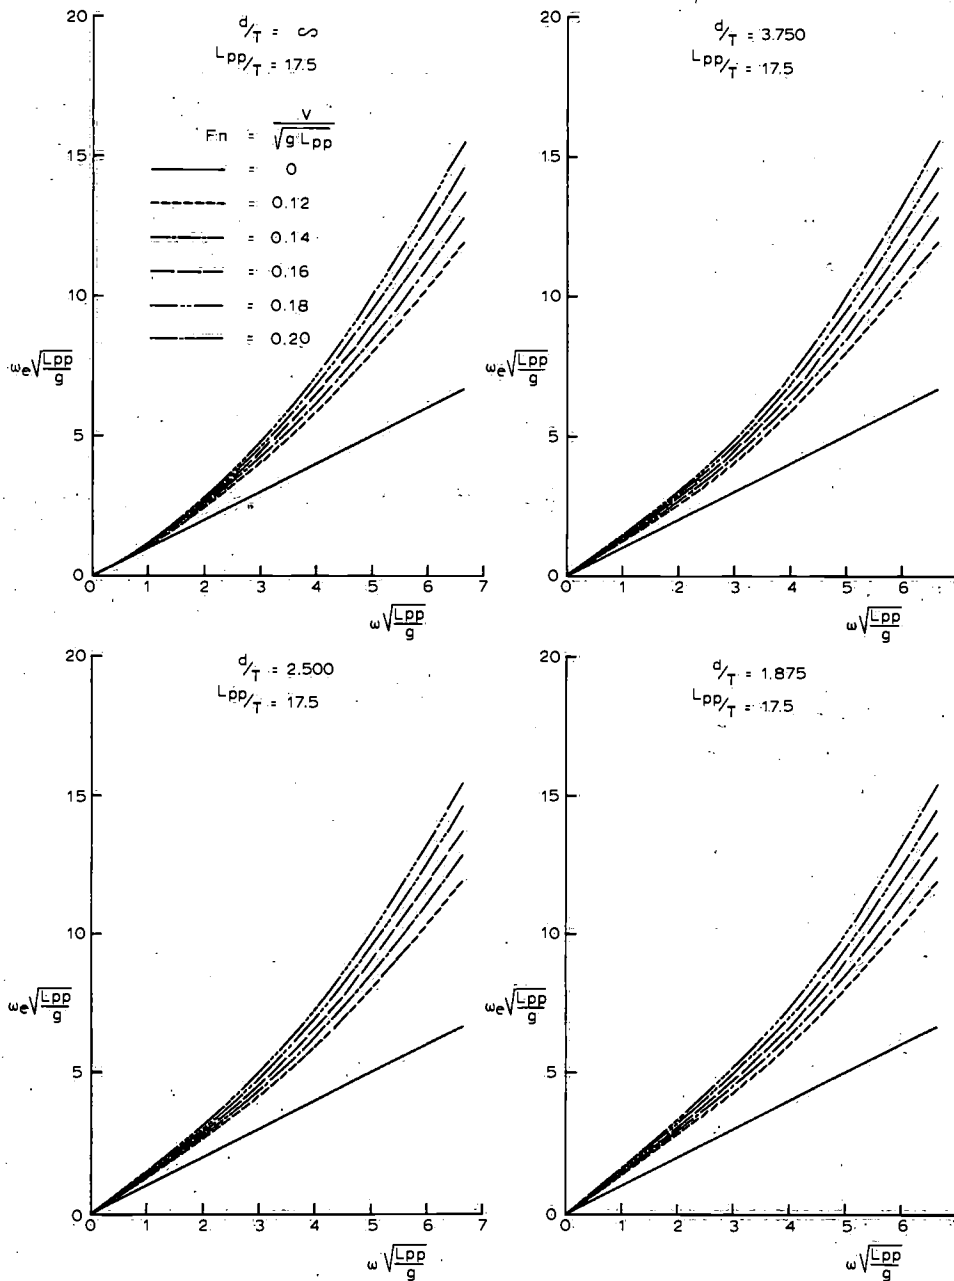 d/T = ∞
Lpp/T = 17.5
Fn = V/√g Lpp
= 0
= 0.12
= 0.14
= 0.16
= 0.18
= 0.20
20
15
10
5
0
ωe√Lpp/g
0 1 2 3 4 5 6 7
ω√Lpp/g
d/T = 3.750
Lpp/T = 17.5
20
15
10
5
0
ωe√Lpp/g
0 1 2 3 4 5 6
ω√Lpp/g
d/T = 2.500
Lpp/T = 17.5
20
15
10
5
0
ωe√Lpp/g
0 1 2 3 4 5 6 7
ω√Lpp/g
d/T = 1.875
Lpp/T = 17.5
20
15
10
5
0
ωe√Lpp/g
0 1 2 3 4 5 6
ω√Lpp/g